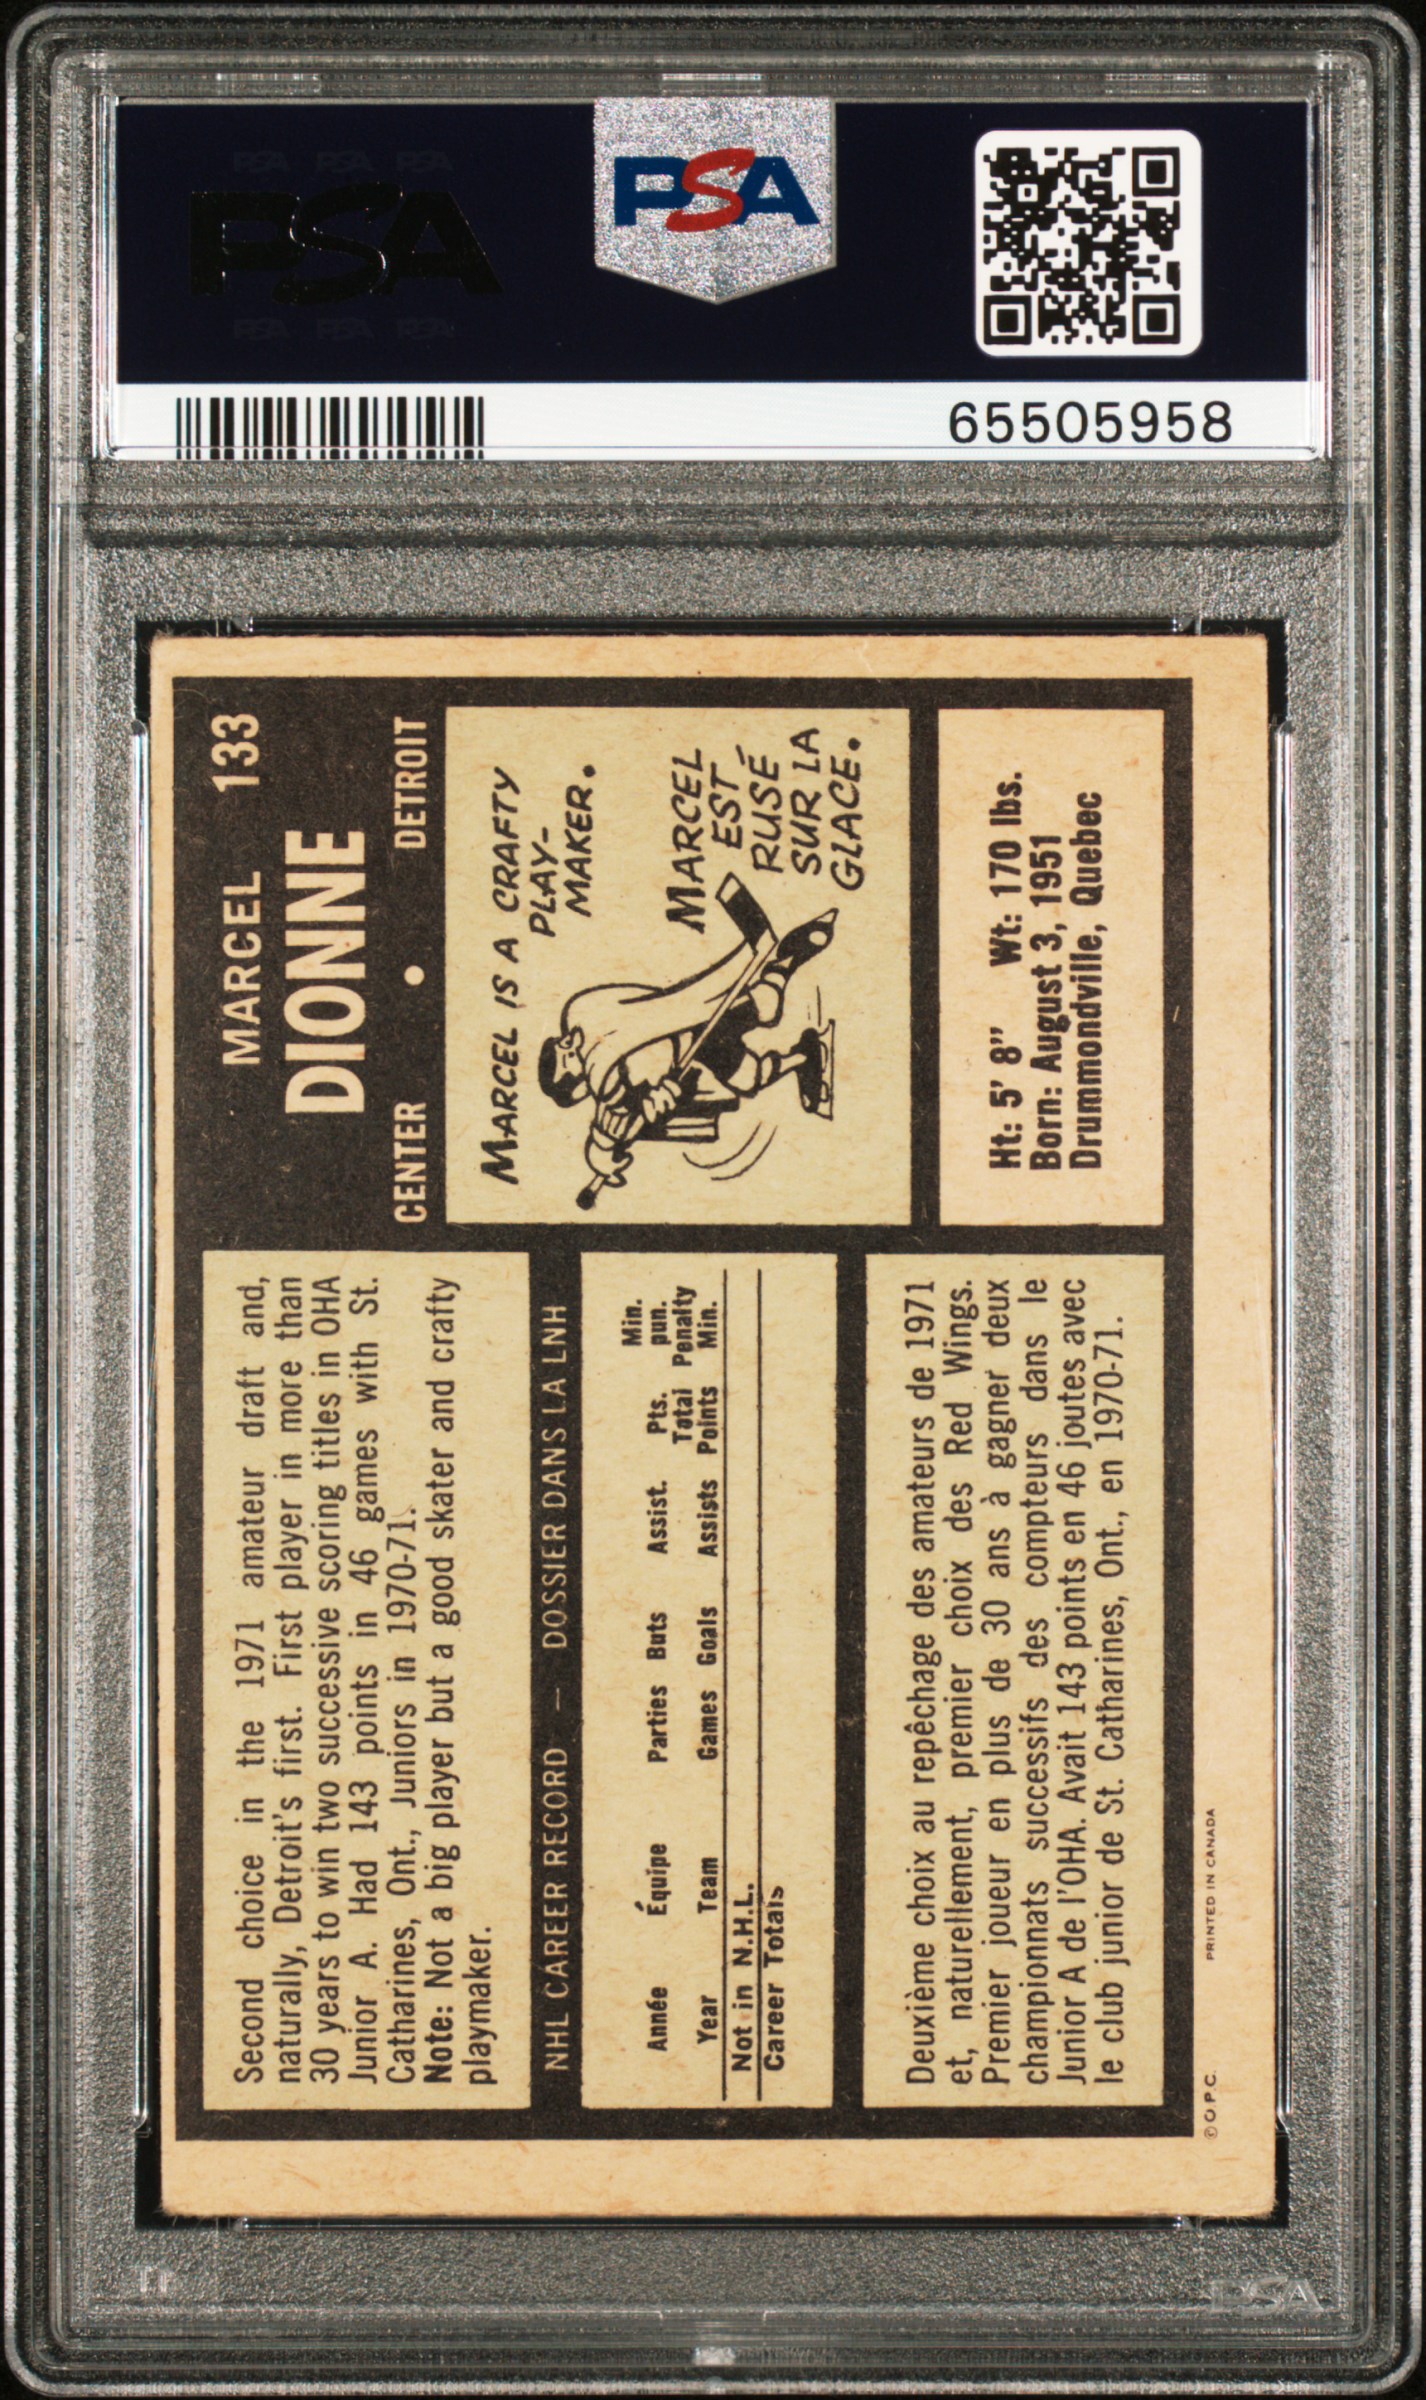 PSA PSA PSA
PSA
PSA PSA PSA
PSA
65505958
MARCEL 133
DIONNE
CENTER • DETROIT
MARCEL IS A CRAFTY
PLAY-
MAKER.
MARCEL
EST
RUSÉ
SUR LA
GLACE.
Ht: 5' 8” Wt: 170 lbs.
Born: August 3, 1951
Drummondville, Quebec
Second choice in the 1971 amateur draft and,
naturally, Detroit's first. First player in more than
30 years to win two successive scoring titles in OHA
Junior A. Had 143 points in 46 games with St.
Catharines, Ont., Juniors in 1970-71.
Note: Not a big player but a good skater and crafty
playmaker.
NHL CAREER RECORD — DOSSIER DANS LA LNH
Min.
Pts. pun.
Année Équipe Parties Buts Assist. Total Penalty
Year Team Games Goals Assists Points Min.
Not in N.H.L.
Career Totals
Deuxième choix au repêchage des amateurs de 1971
et, naturellement, premier choix des Red Wings.
Premier joueur en plus de 30 ans à gagner deux
championnats successifs des compteurs dans le
Junior A de l'OHA. Avait 143 points en 46 joutes avec
le club junior de St. Catharines, Ont., en 1970-71.
© O.P.C. PRINTED IN CANADA
PSA